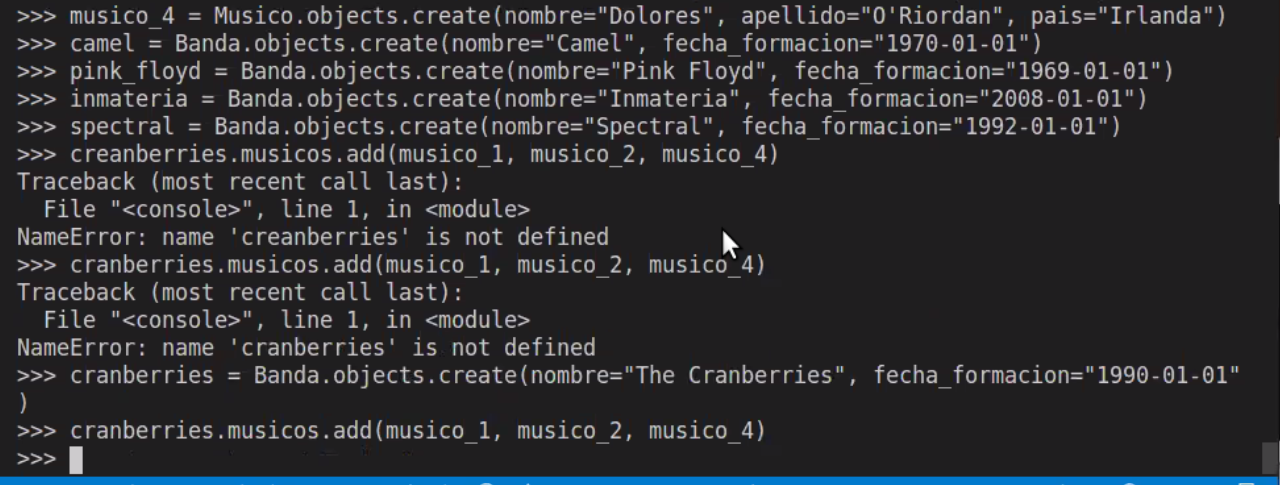 >>> musico_4 = Musico.objects.create(nombre="Dolores", apellido="O'Riordan", pais="Irlanda")
>>> camel = Banda.objects.create(nombre="Camel", fecha_formacion="1970-01-01")
>>> pink_floyd = Banda.objects.create(nombre="Pink Floyd", fecha_formacion="1969-01-01")
>>> inmateria = Banda.objects.create(nombre="Inmateria", fecha_formacion="2008-01-01")
>>> spectral = Banda.objects.create(nombre="Spectral", fecha_formacion="1992-01-01")
>>> creanberries.musicos.add(musico_1, musico_2, musico_4)
Traceback (most recent call last):
  File "<console>", line 1, in <module>
NameError: name 'creanberries' is not defined
>>> cranberries.musicos.add(musico_1, musico_2, musico_4)
Traceback (most recent call last):
  File "<console>", line 1, in <module>
NameError: name 'cranberries' is not defined
>>> cranberries = Banda.objects.create(nombre="The Cranberries", fecha_formacion="1990-01-01"
)
>>> cranberries.musicos.add(musico_1, musico_2, musico_4)
>>>